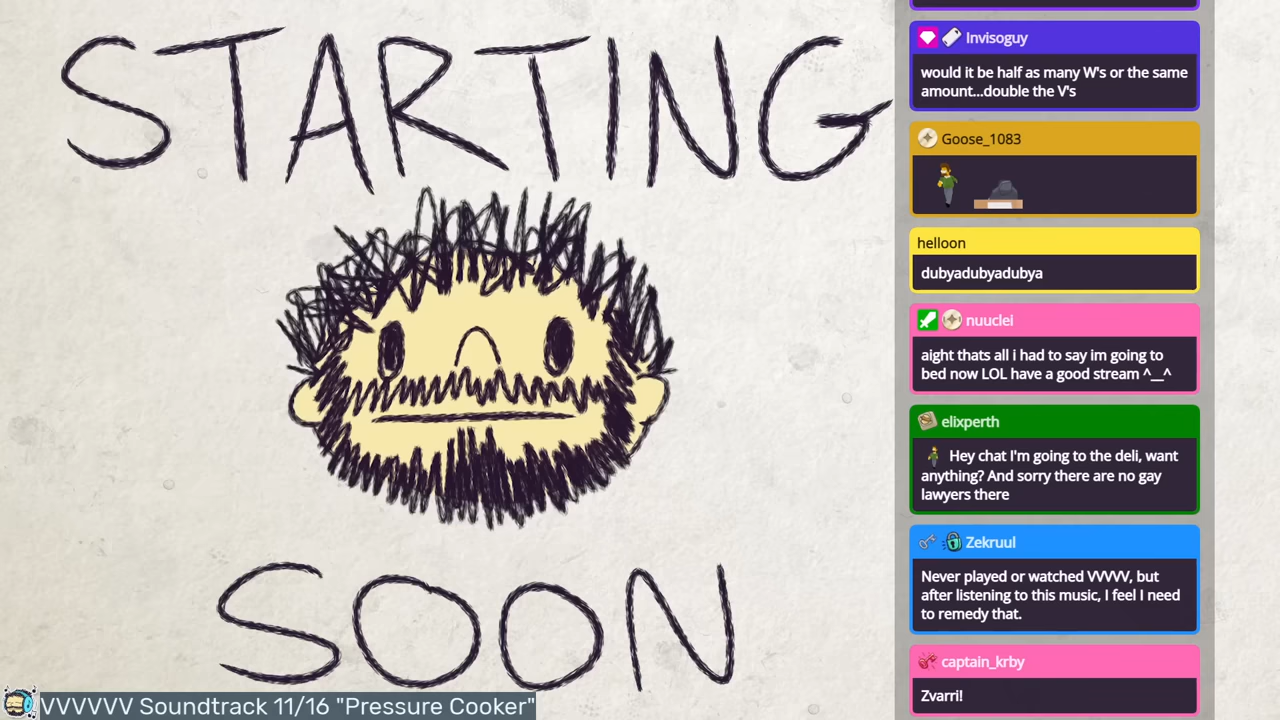 STARTING
SOON
VVVVVV Soundtrack 11/16 "Pressure Cooker"
Invisoguy
would it be half as many W's or the same
amount...double the V's
Goose_1083
helloon
dubyadubyadubya
nuuclei
aight thats all i had to say im going to
bed now LOL have a good stream ^__^
elixperth
Hey chat I'm going to the deli, want
anything? And sorry there are no gay
lawyers there
Zekruul
Never played or watched VVVVV, but
after listening to this music, I feel I need
to remedy that.
captain_krby
Zvarri!